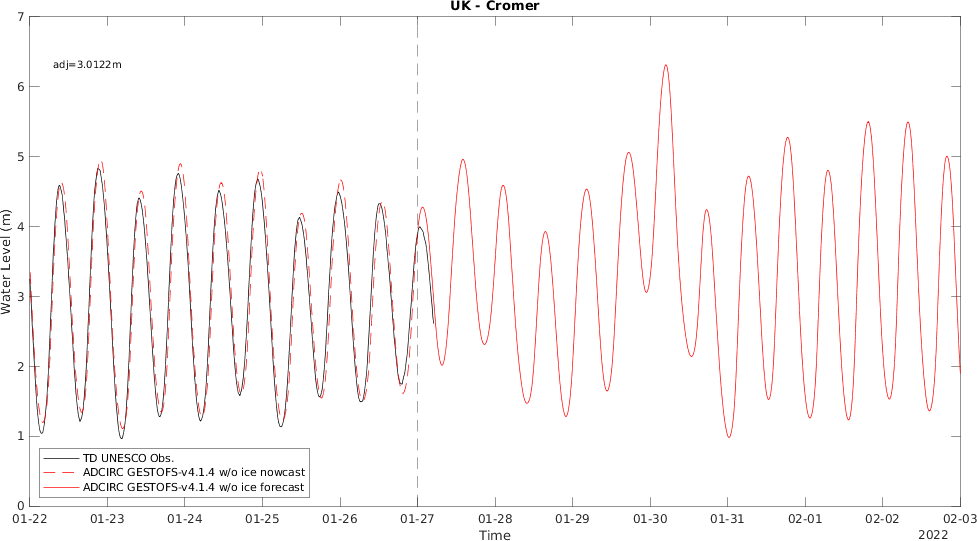 UK - Cromer
7
6
5
4
3
2
1
0
Water Level (m)
adj=3.0122m
TD UNESCO Obs.
ADCIRC GESTOFS-v4.1.4 w/o ice nowcast
ADCIRC GESTOFS-v4.1.4 w/o ice forecast
01-22 01-23 01-24 01-25 01-26 01-27 01-28 01-29 01-30 01-31 02-01 02-02 02-03
Time
2022